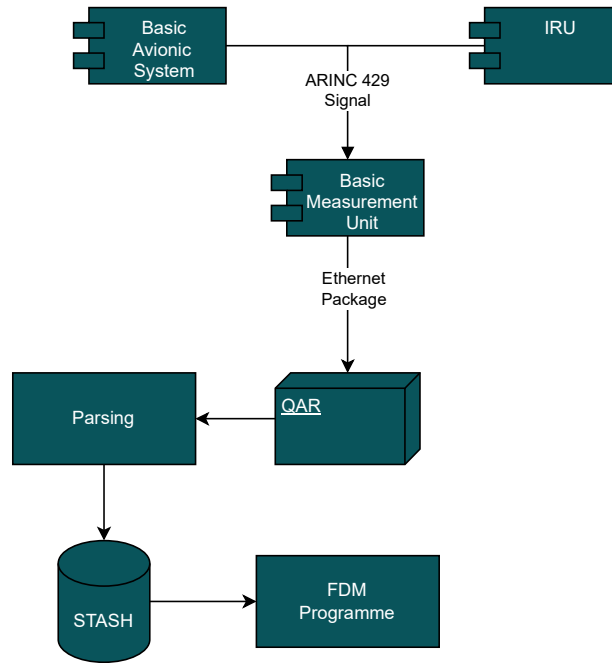 Basic
Avionic
System
IRU
ARINC 429
Signal
Basic
Measurement
Unit
Ethernet
Package
QAR
Parsing
STASH
FDM
Programme